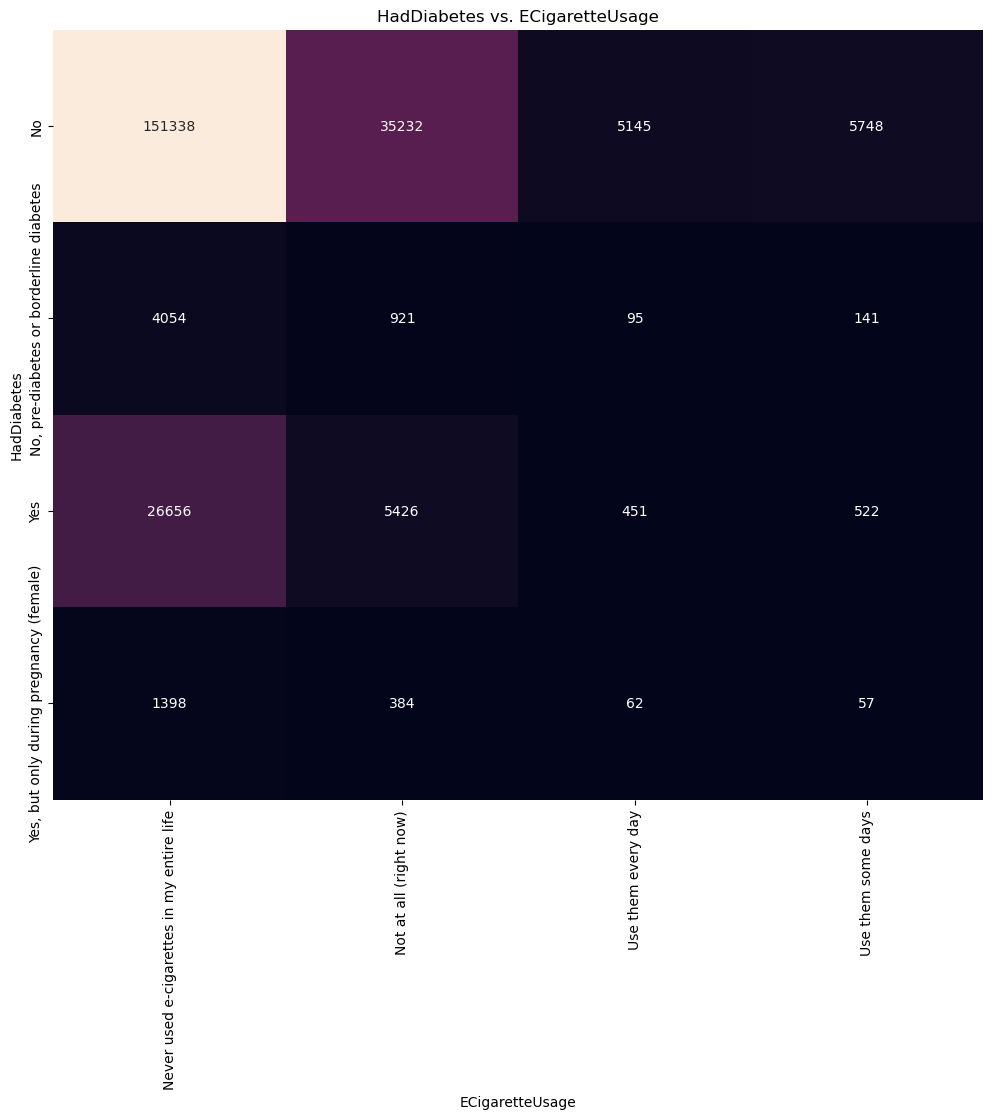 HadDiabetes vs. ECigaretteUsage
HadDiabetes
No
151338 35232 5145 5748
No, pre-diabetes or borderline diabetes
4054 921 95 141
Yes
26656 5426 451 522
Yes, but only during pregnancy (female)
1398 384 62 57
Never used e-cigarettes in my entire life
Not at all (right now)
Use them every day
Use them some days
ECigaretteUsage